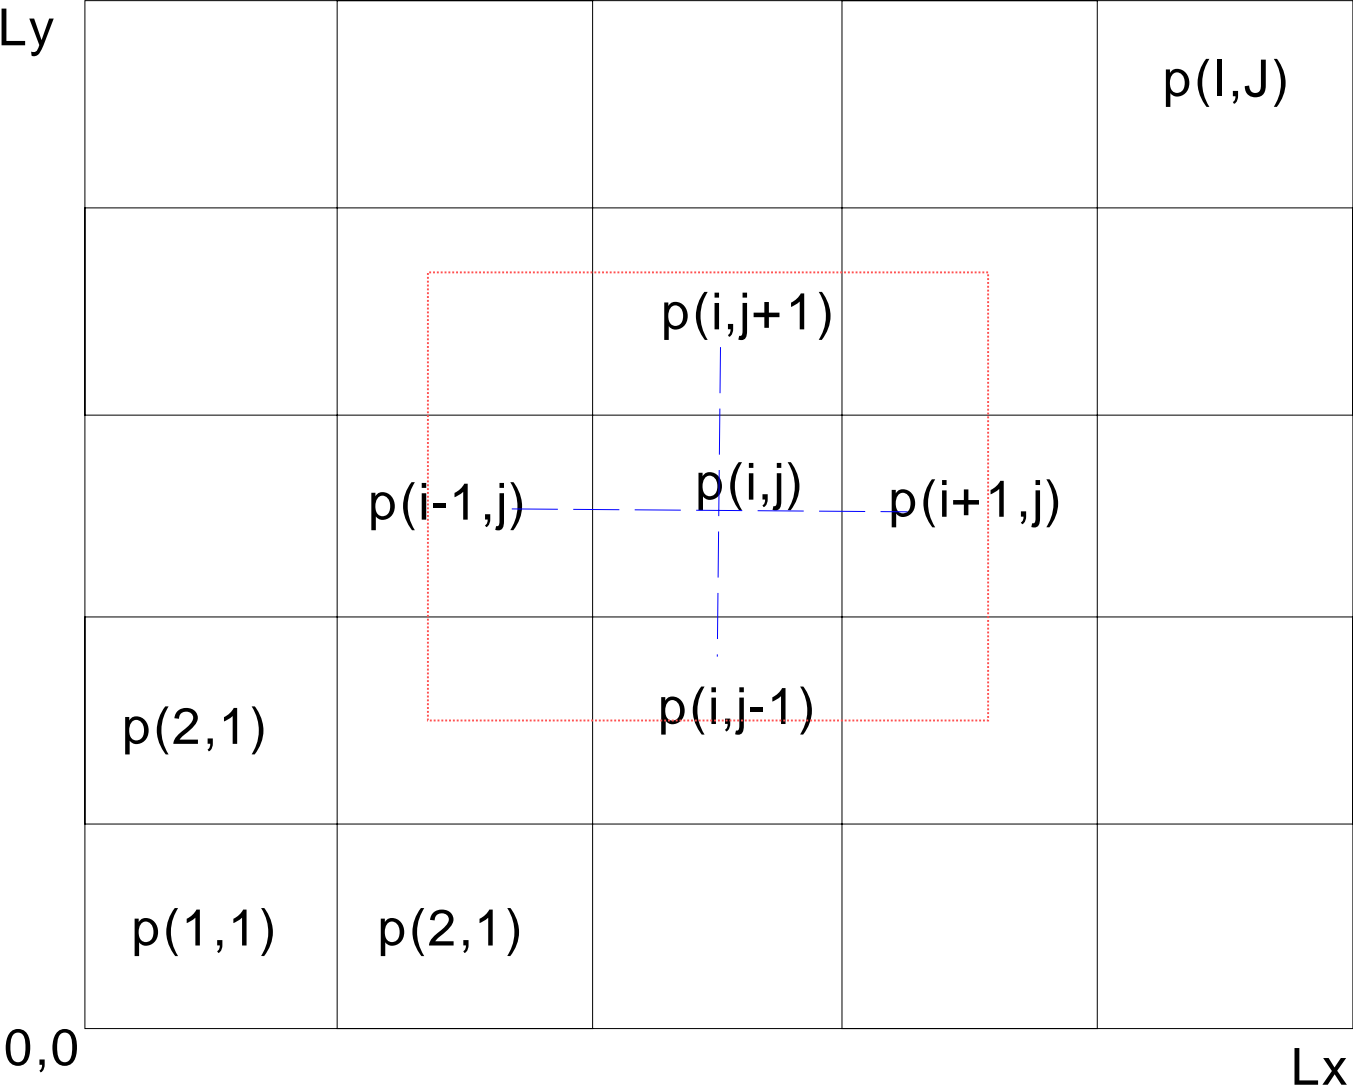 Ly
p(I,J)
p(i,j+1)
p(i-1,j)
p(i,j)
p(i+1,j)
p(i,j-1)
p(2,1)
p(1,1)
p(2,1)
0,0
Lx